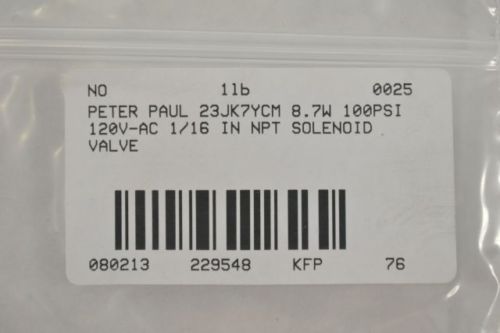 NO 1lb 0025
PETER PAUL 23JK7YCM 8.7W 100PSI
120V-AC 1/16 IN NPT SOLENOID
VALVE
080213 229548 KFP 76